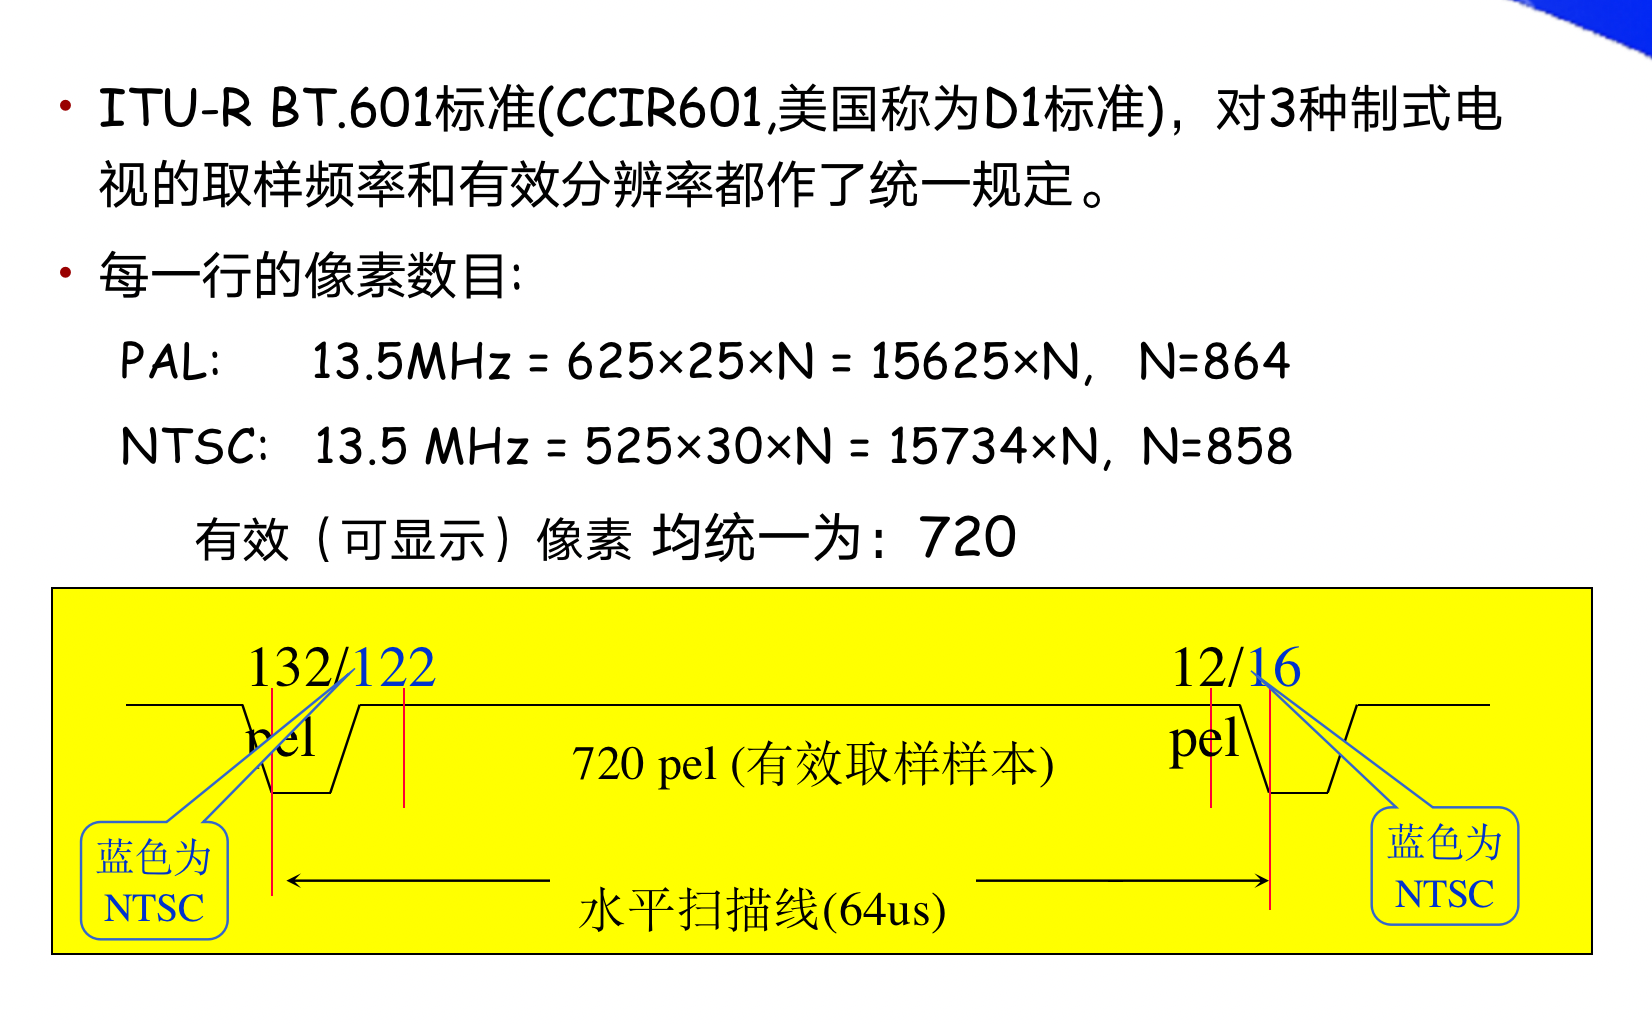 • ITU-R BT.601标准(CCIR601,美国称为D1标准)，对3种制式电
视的取样频率和有效分辨率都作了统一规定。
• 每一行的像素数目:
PAL: 13.5MHz = 625×25×N = 15625×N, N=864
NTSC: 13.5 MHz = 525×30×N = 15734×N, N=858
有效（可显示）像素 均统一为：720
132/122
pel
12/16
pel
720 pel (有效取样样本)
蓝色为
NTSC
蓝色为
NTSC
水平扫描线(64us)